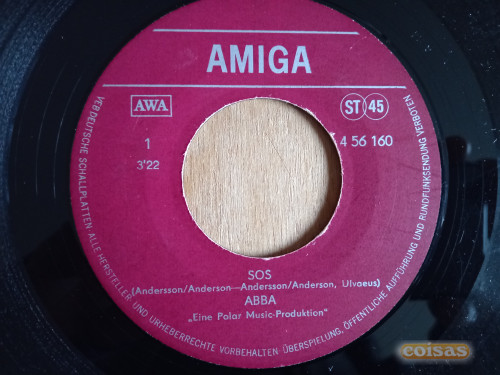 AMIGA
AWA
ST 45
1
4 56 160
3'22
SOS
(Andersson/Anderson—Andersson/Anderson, Ulvaeus)
ABBA
„Eine Polar Music-Produktion"
VEB DEUTSCHE SCHALLPLATTEN ALLE HERSTELLER- UND URHEBERRECHTE VORBEHALTEN ÜBERSPIELUNG, ÖFFENTLICHE AUFFÜHRUNG UND RUNDFUNKSENDUNG VERBOTEN
coisas